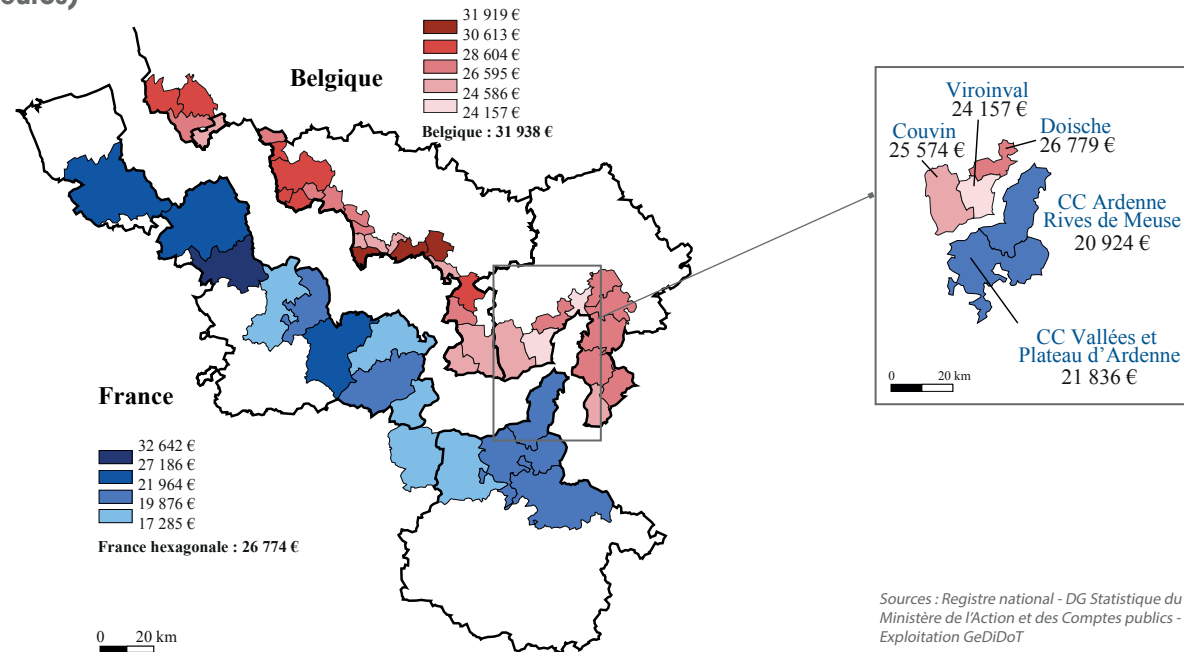 euros)
31 919 €
30 613 €
28 604 €
26 595 €
24 586 €
24 157 €
Belgique : 31 938 €
Belgique
France
32 642 €
27 186 €
21 964 €
19 876 €
17 285 €
France hexagonale : 26 774 €
0 20 km
Viroinval
24 157 €
Couvin
25 574 €
Doische
26 779 €
CC Ardenne
Rives de Meuse
20 924 €
CC Vallées et
Plateau d'Ardenne
21 836 €
0 20 km
Sources : Registre national - DG Statistique du
Ministère de l'Action et des Comptes publics -
Exploitation GeDiDoT